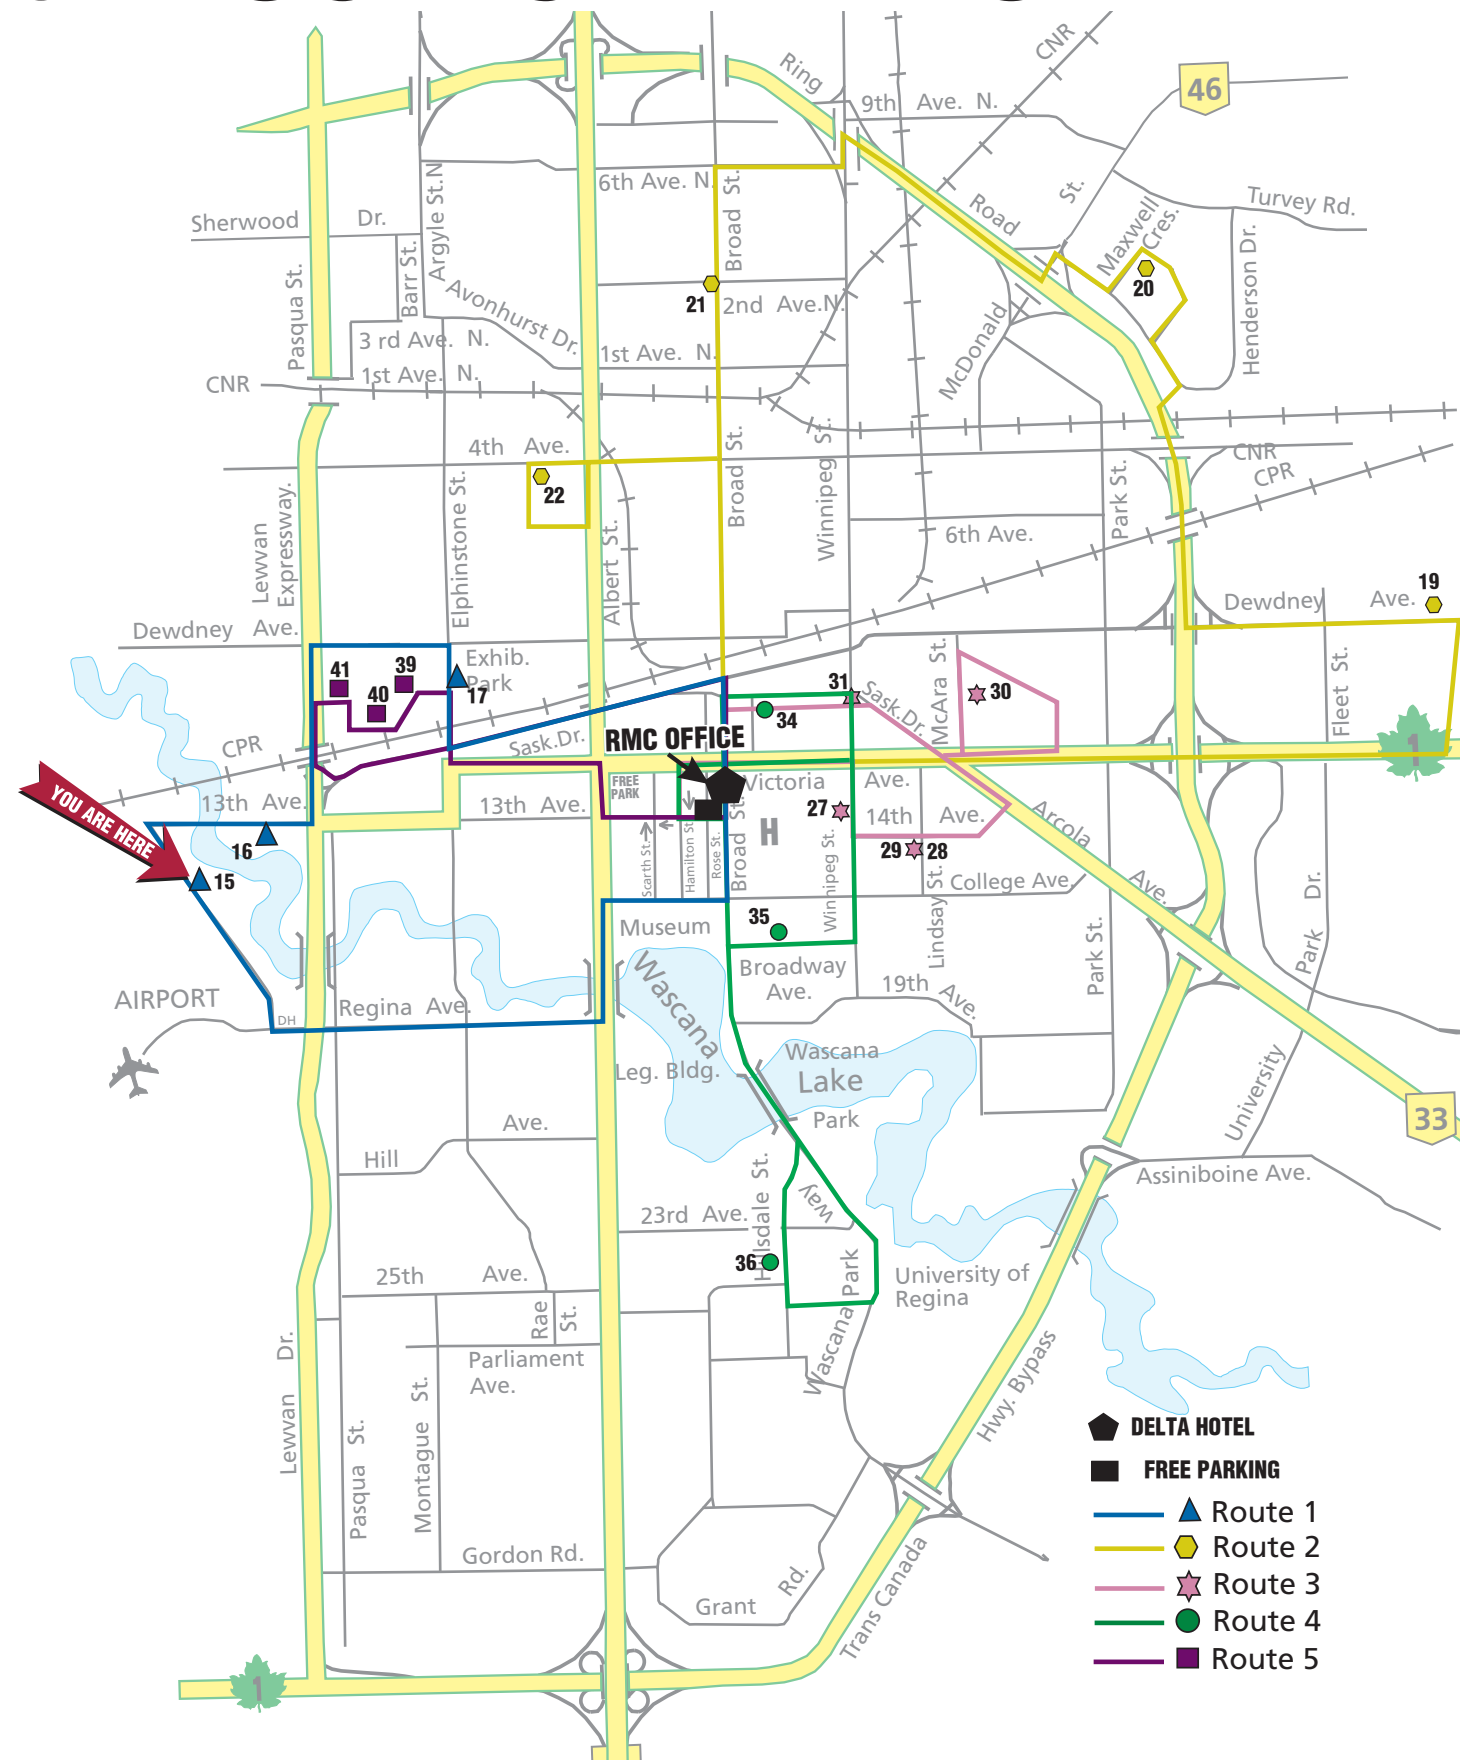 Ring
CNR
46
9th Ave. N.
6th Ave. N.
Argyle St.N
Broad St.
St.
Road
Maxwell
Cres.
Turvey Rd.
Sherwood Dr.
Barr St.
Pasqua St.
Avonhurst Dr.
Henderson Dr.
20
21
2nd Ave.N.
3 rd Ave. N.
1st Ave. N.
McDonald
CNR
1st Ave. N.
4th Ave.
Broad St.
Winnipeg St.
Park St.
CNR
CPR
22
Lewvan
Expressway.
Elphinstone St.
Albert St.
6th Ave.
19
Dewdney Ave.
Dewdney Ave.
Exhib.
Park
41
39
40
17
31
30
McAra St.
Fleet St.
Sask.Dr.
34
CPR
Sask.Dr.
RMC OFFICE
1
YOU ARE HERE
13th Ave.
13th Ave.
FREE
PARK
Victoria Ave.
27
14th Ave.
Arcola Ave.
16
15
H
29
28
Scarth St.
Hamilton St.
Rose St.
Broad St.
Winnipeg St.
Lindsay St.
College Ave.
Park Dr.
35
Museum
Park St.
Broadway
Ave.
19th Ave.
AIRPORT
DH
Regina Ave.
Wascana
Leg. Bldg.
Wascana
Lake
Park
University
33
Hill Ave.
Assiniboine Ave.
Hillsdale St.
way
23rd Ave.
36
25th Ave.
Wascana Park
University of
Regina
Rae St.
Lewvan Dr.
Parliament
Ave.
Pasqua St.
Montague St.
Hwy. Bypass
DELTA HOTEL
FREE PARKING
Route 1
Route 2
Route 3
Route 4
Route 5
Gordon Rd.
Grant Rd.
Trans Canada
1